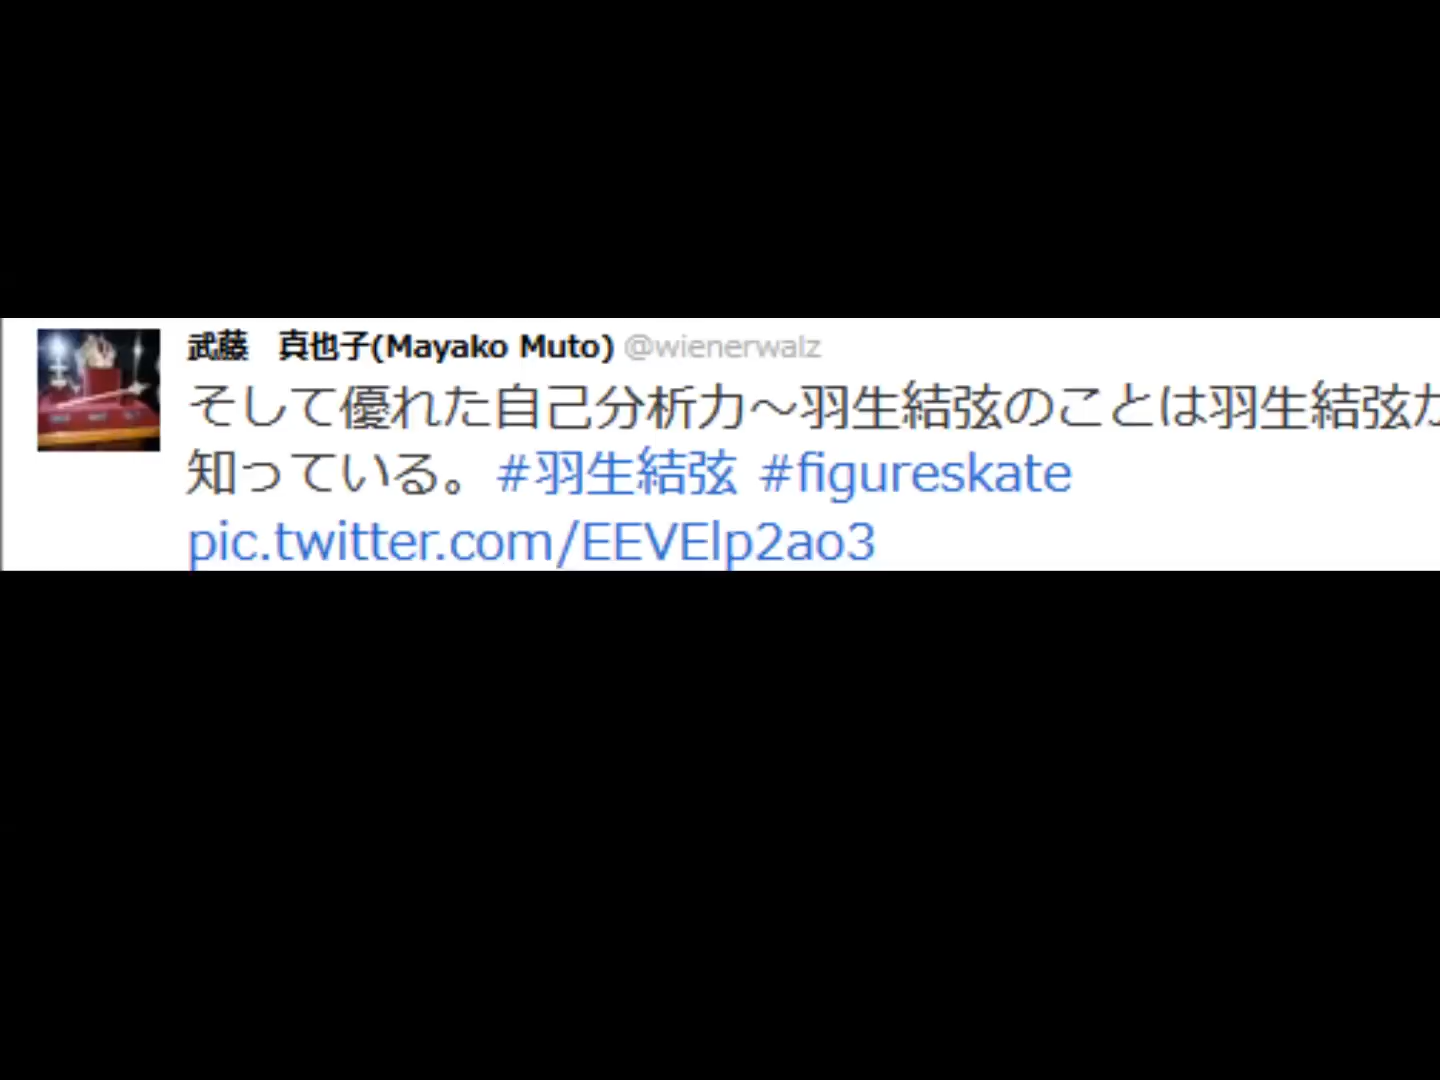 武藤　真也子(Mayako Muto) @wienerwalz
そして優れた自己分析力～羽生結弦のことは羽生結弦が
知っている。#羽生結弦 #figureskate
pic.twitter.com/EEVElp2ao3